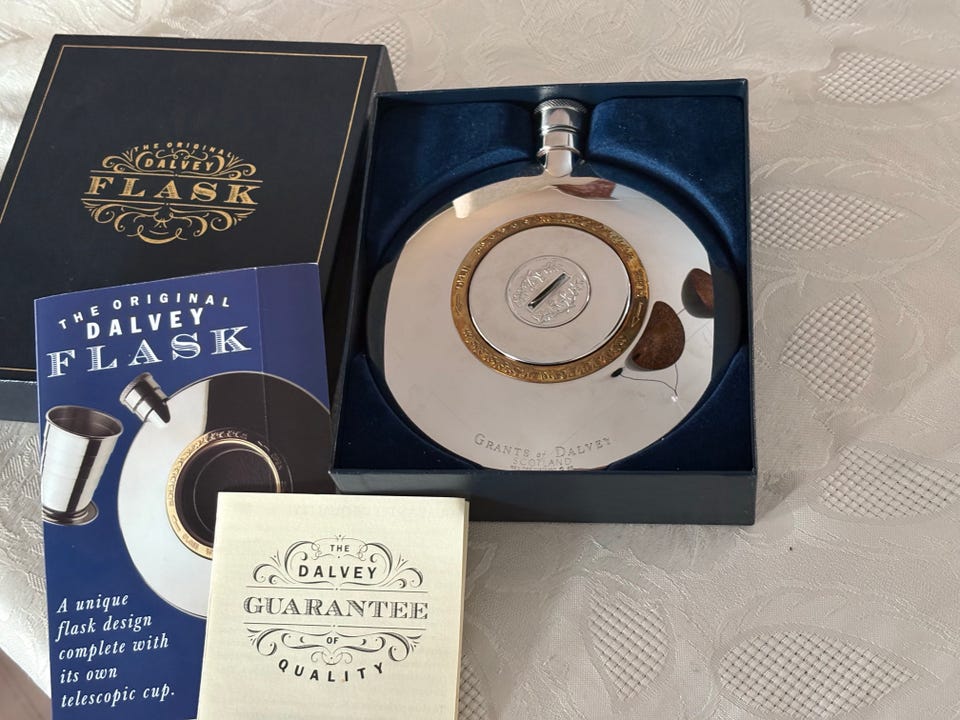 THE ORIGINAL
DALVEY
FLASK
THE ORIGINAL
DALVEY
FLASK
A unique
flask design
complete with
its own
telescopic cup.
THE
DALVEY
GUARANTEE
OF
QUALITY
GRANTS OF DALVEY
SCOTLAND